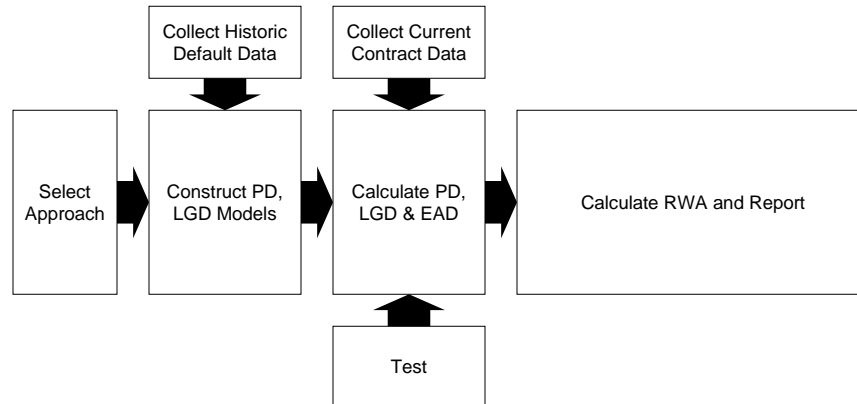 Collect Historic
Default Data
Collect Current
Contract Data
Select
Approach
Construct PD,
LGD Models
Calculate PD,
LGD & EAD
Calculate RWA and Report
Test